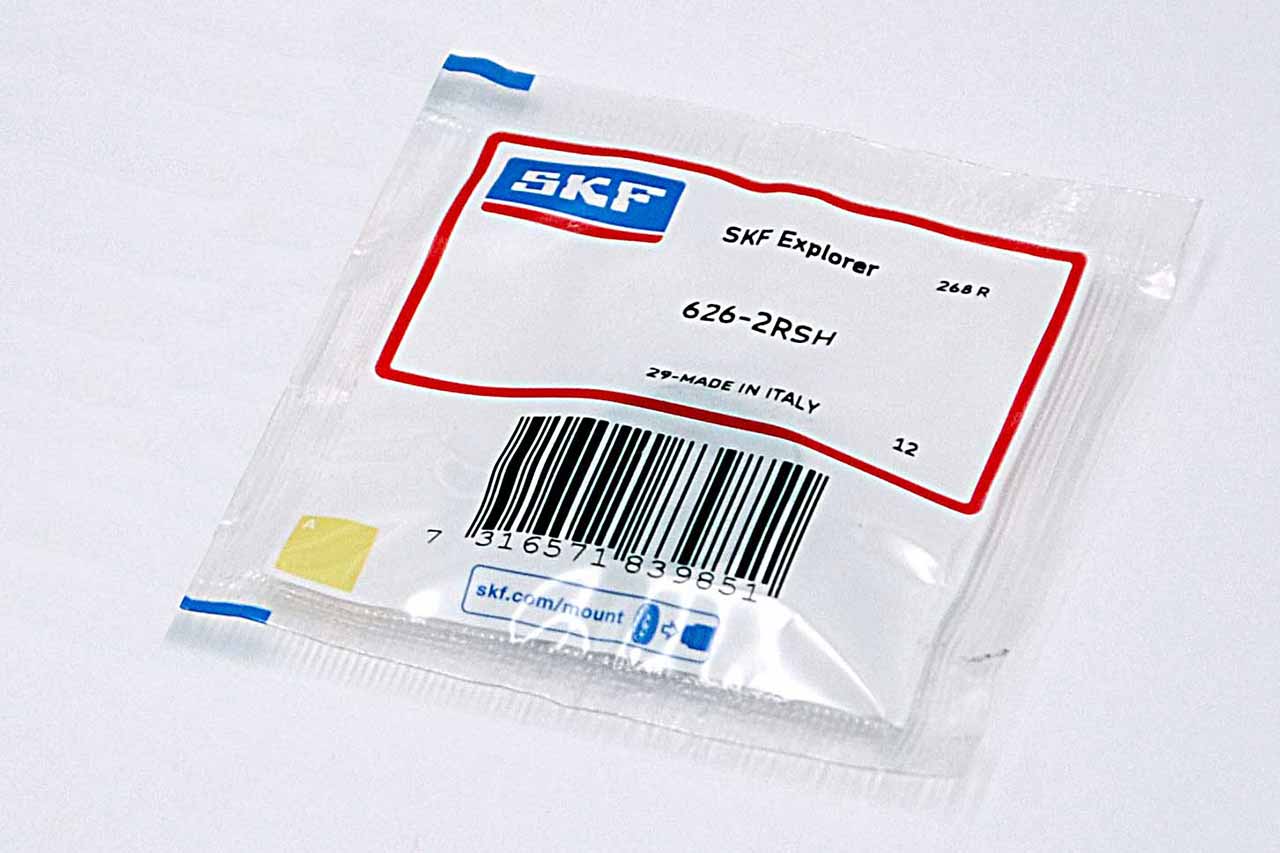 SKF
SKF Explorer
268 R
626-2RSH
29-MADE IN ITALY
12
7 316571 839851
A
skf.com/mount